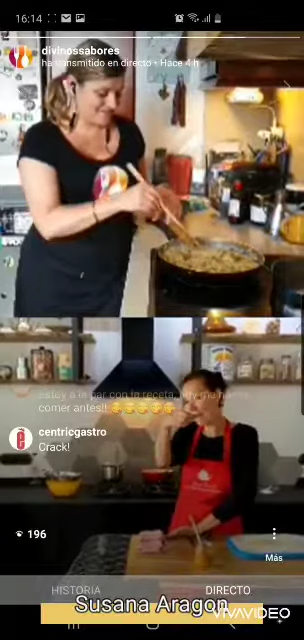 16:14
divinossabores
ha transmitido en directo • Hace 4 h
Estoy a la par con la receta,
comer antes!! 😋😋😋😋😋
centricgastro
Crack!
196
Más
HISTORIA
DIRECTO
Susana Aragon
VIVAVIDEO